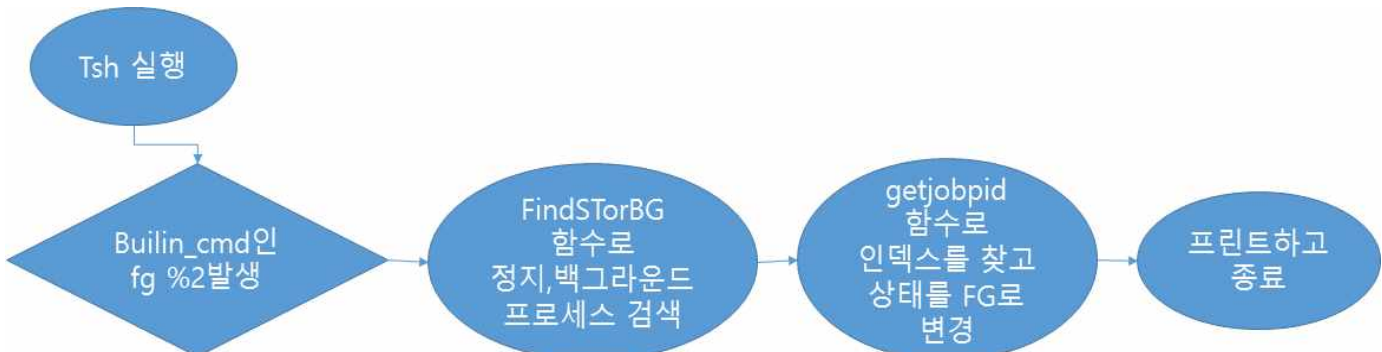 Tsh 실행
Builin_cmd인
fg %2발생
FindSTorBG
함수로
정지,백그라운드
프로세스 검색
getjobpid
함수로
인덱스를 찾고
상태를 FG로
변경
프린트하고
종료